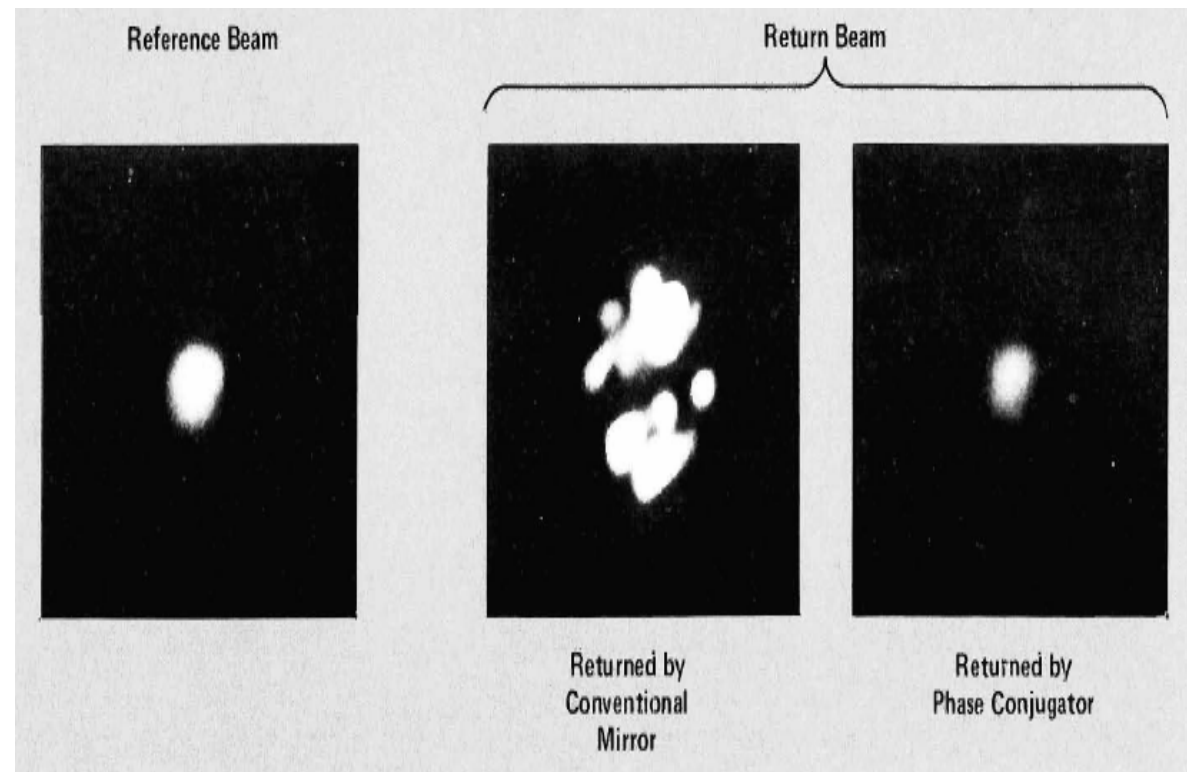 Reference Beam
Return Beam
Returned by
Conventional
Mirror
Returned by
Phase Conjugator